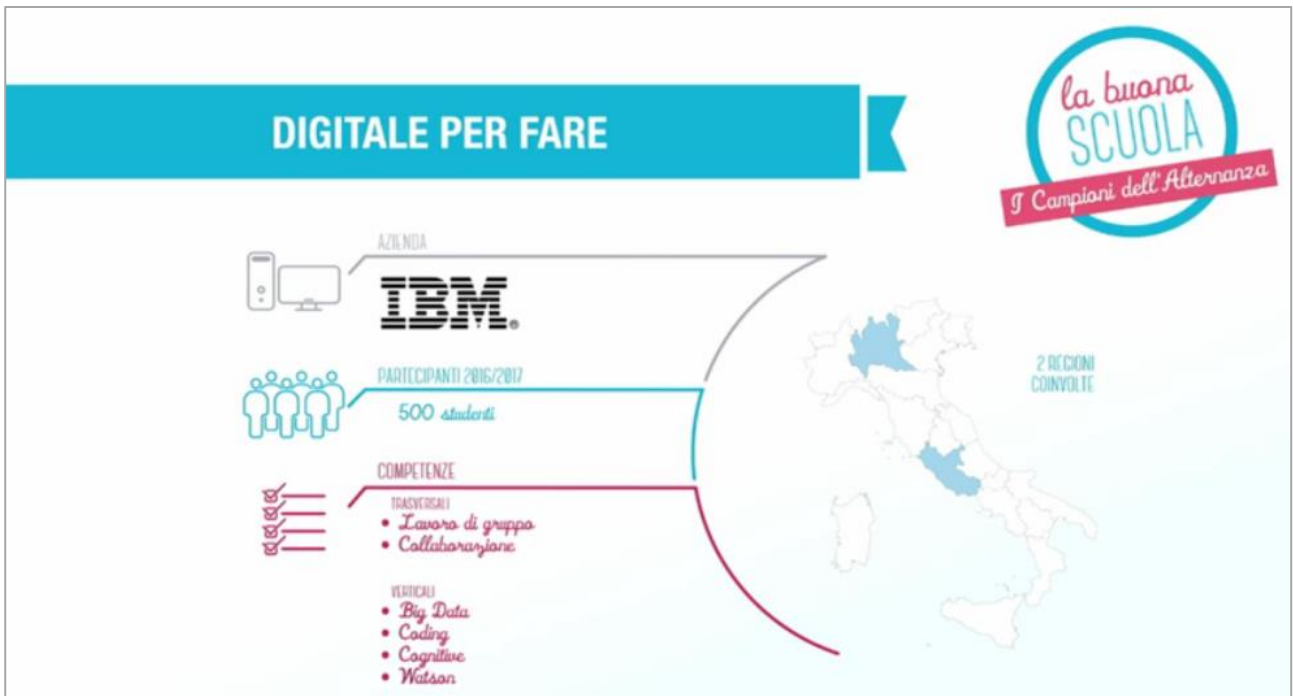 DIGITALE PER FARE
la buona
SCUOLA
I Campioni dell'Alternanza
AZIENDA
IBM®
PARTECIPANTI 2016/2017
500 studenti
2 REGIONI
COINVOLTE
COMPETENZE
TRASVERSALI
• Lavoro di gruppo
• Collaborazione
VERTICALI
• Big Data
• Coding
• Cognitive
• Watson